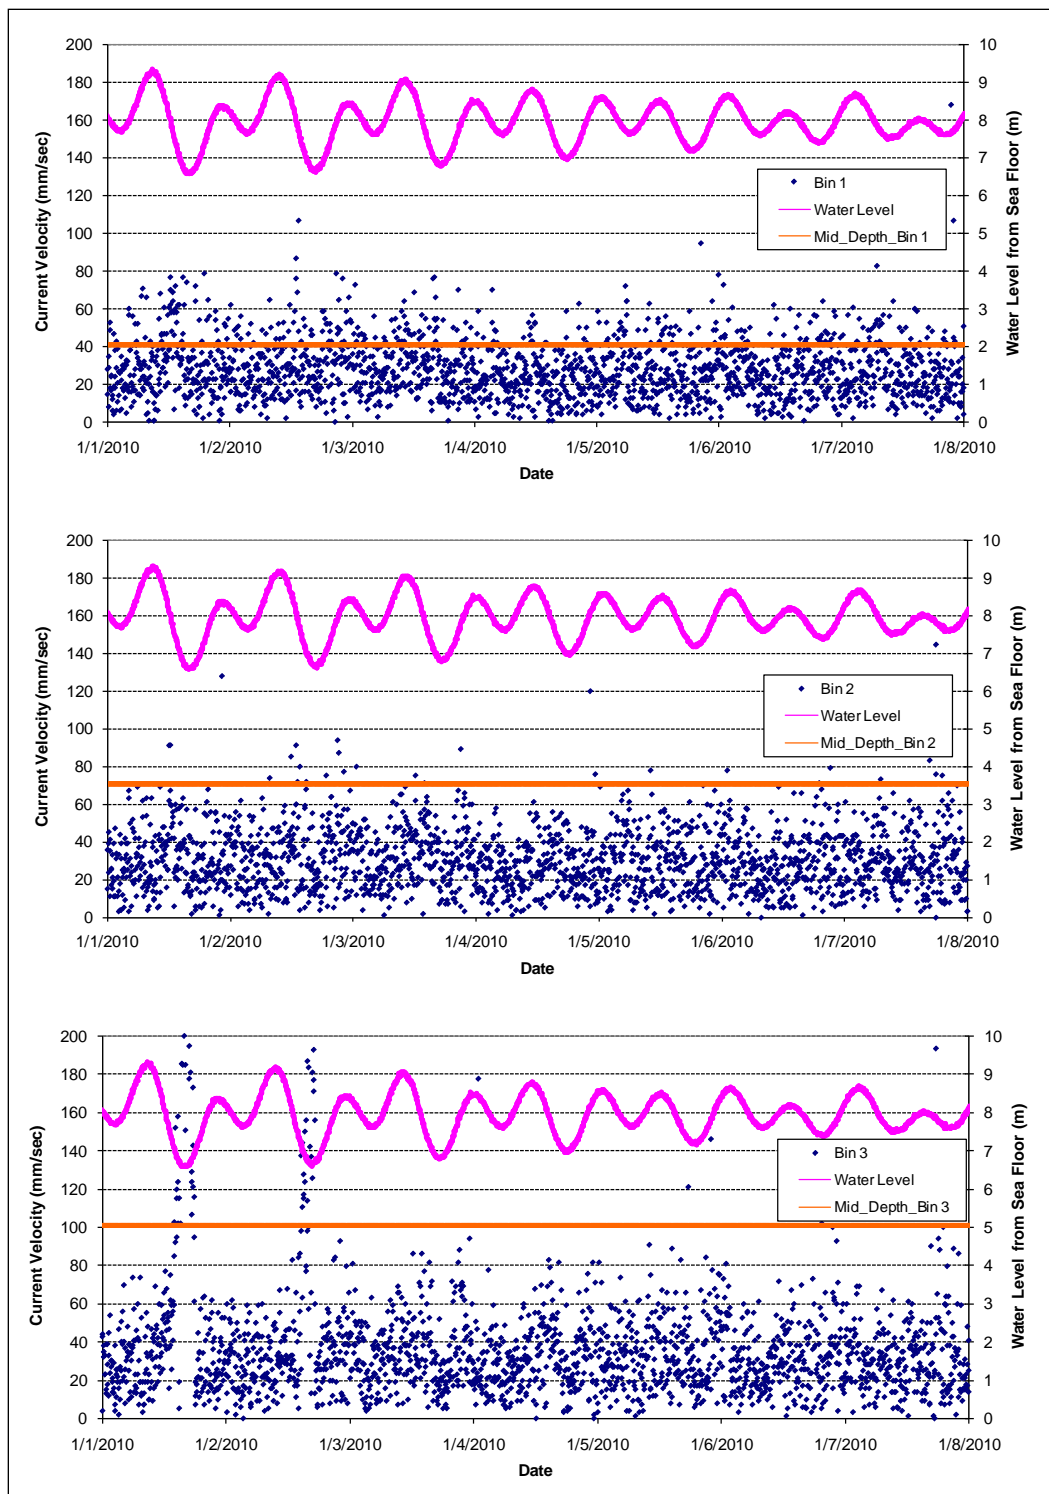 200 10
180 9
160 8
140 7
120 6
100 5
80 4
60 3
40 2
20 1
0 0
Current Velocity (mm/sec)
Water Level from Sea Floor (m)
Bin 1
Water Level
Mid_Depth_Bin 1
1/1/2010 1/2/2010 1/3/2010 1/4/2010 1/5/2010 1/6/2010 1/7/2010 1/8/2010
Date
200 10
180 9
160 8
140 7
120 6
100 5
80 4
60 3
40 2
20 1
0 0
Current Velocity (mm/sec)
Water Level from Sea Floor (m)
Bin 2
Water Level
Mid_Depth_Bin 2
1/1/2010 1/2/2010 1/3/2010 1/4/2010 1/5/2010 1/6/2010 1/7/2010 1/8/2010
Date
200 10
180 9
160 8
140 7
120 6
100 5
80 4
60 3
40 2
20 1
0 0
Current Velocity (mm/sec)
Water Level from Sea Floor (m)
Bin 3
Water Level
Mid_Depth_Bin 3
1/1/2010 1/2/2010 1/3/2010 1/4/2010 1/5/2010 1/6/2010 1/7/2010 1/8/2010
Date